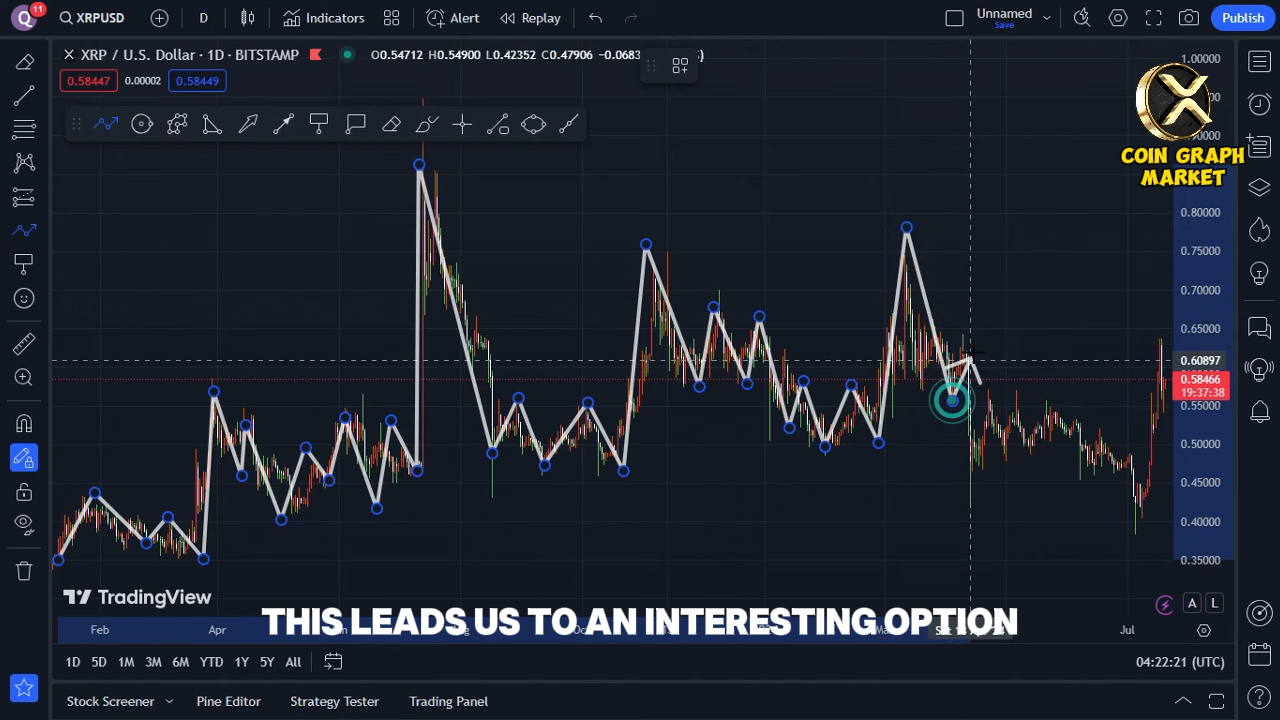 Q 11 XRPUSD D Indicators Alert Replay Unnamed Save Publish
XRP / U.S. Dollar · 1D · BITSTAMP O0.54712 H0.54900 L0.42352 C0.47906 -0.0683
0.58447 0.00002 0.58449
1.00000
COIN GRAPH
MARKET
0.80000
0.75000
0.70000
0.65000
0.60897
0.58466
19:37:38
0.55000
0.50000
0.45000
0.40000
0.35000
TradingView
A L
THIS LEADS US TO AN INTERESTING OPTION
Feb Apr Jul
1D 5D 1M 3M 6M YTD 1Y 5Y All 04:22:21 (UTC)
Stock Screener Pine Editor Strategy Tester Trading Panel